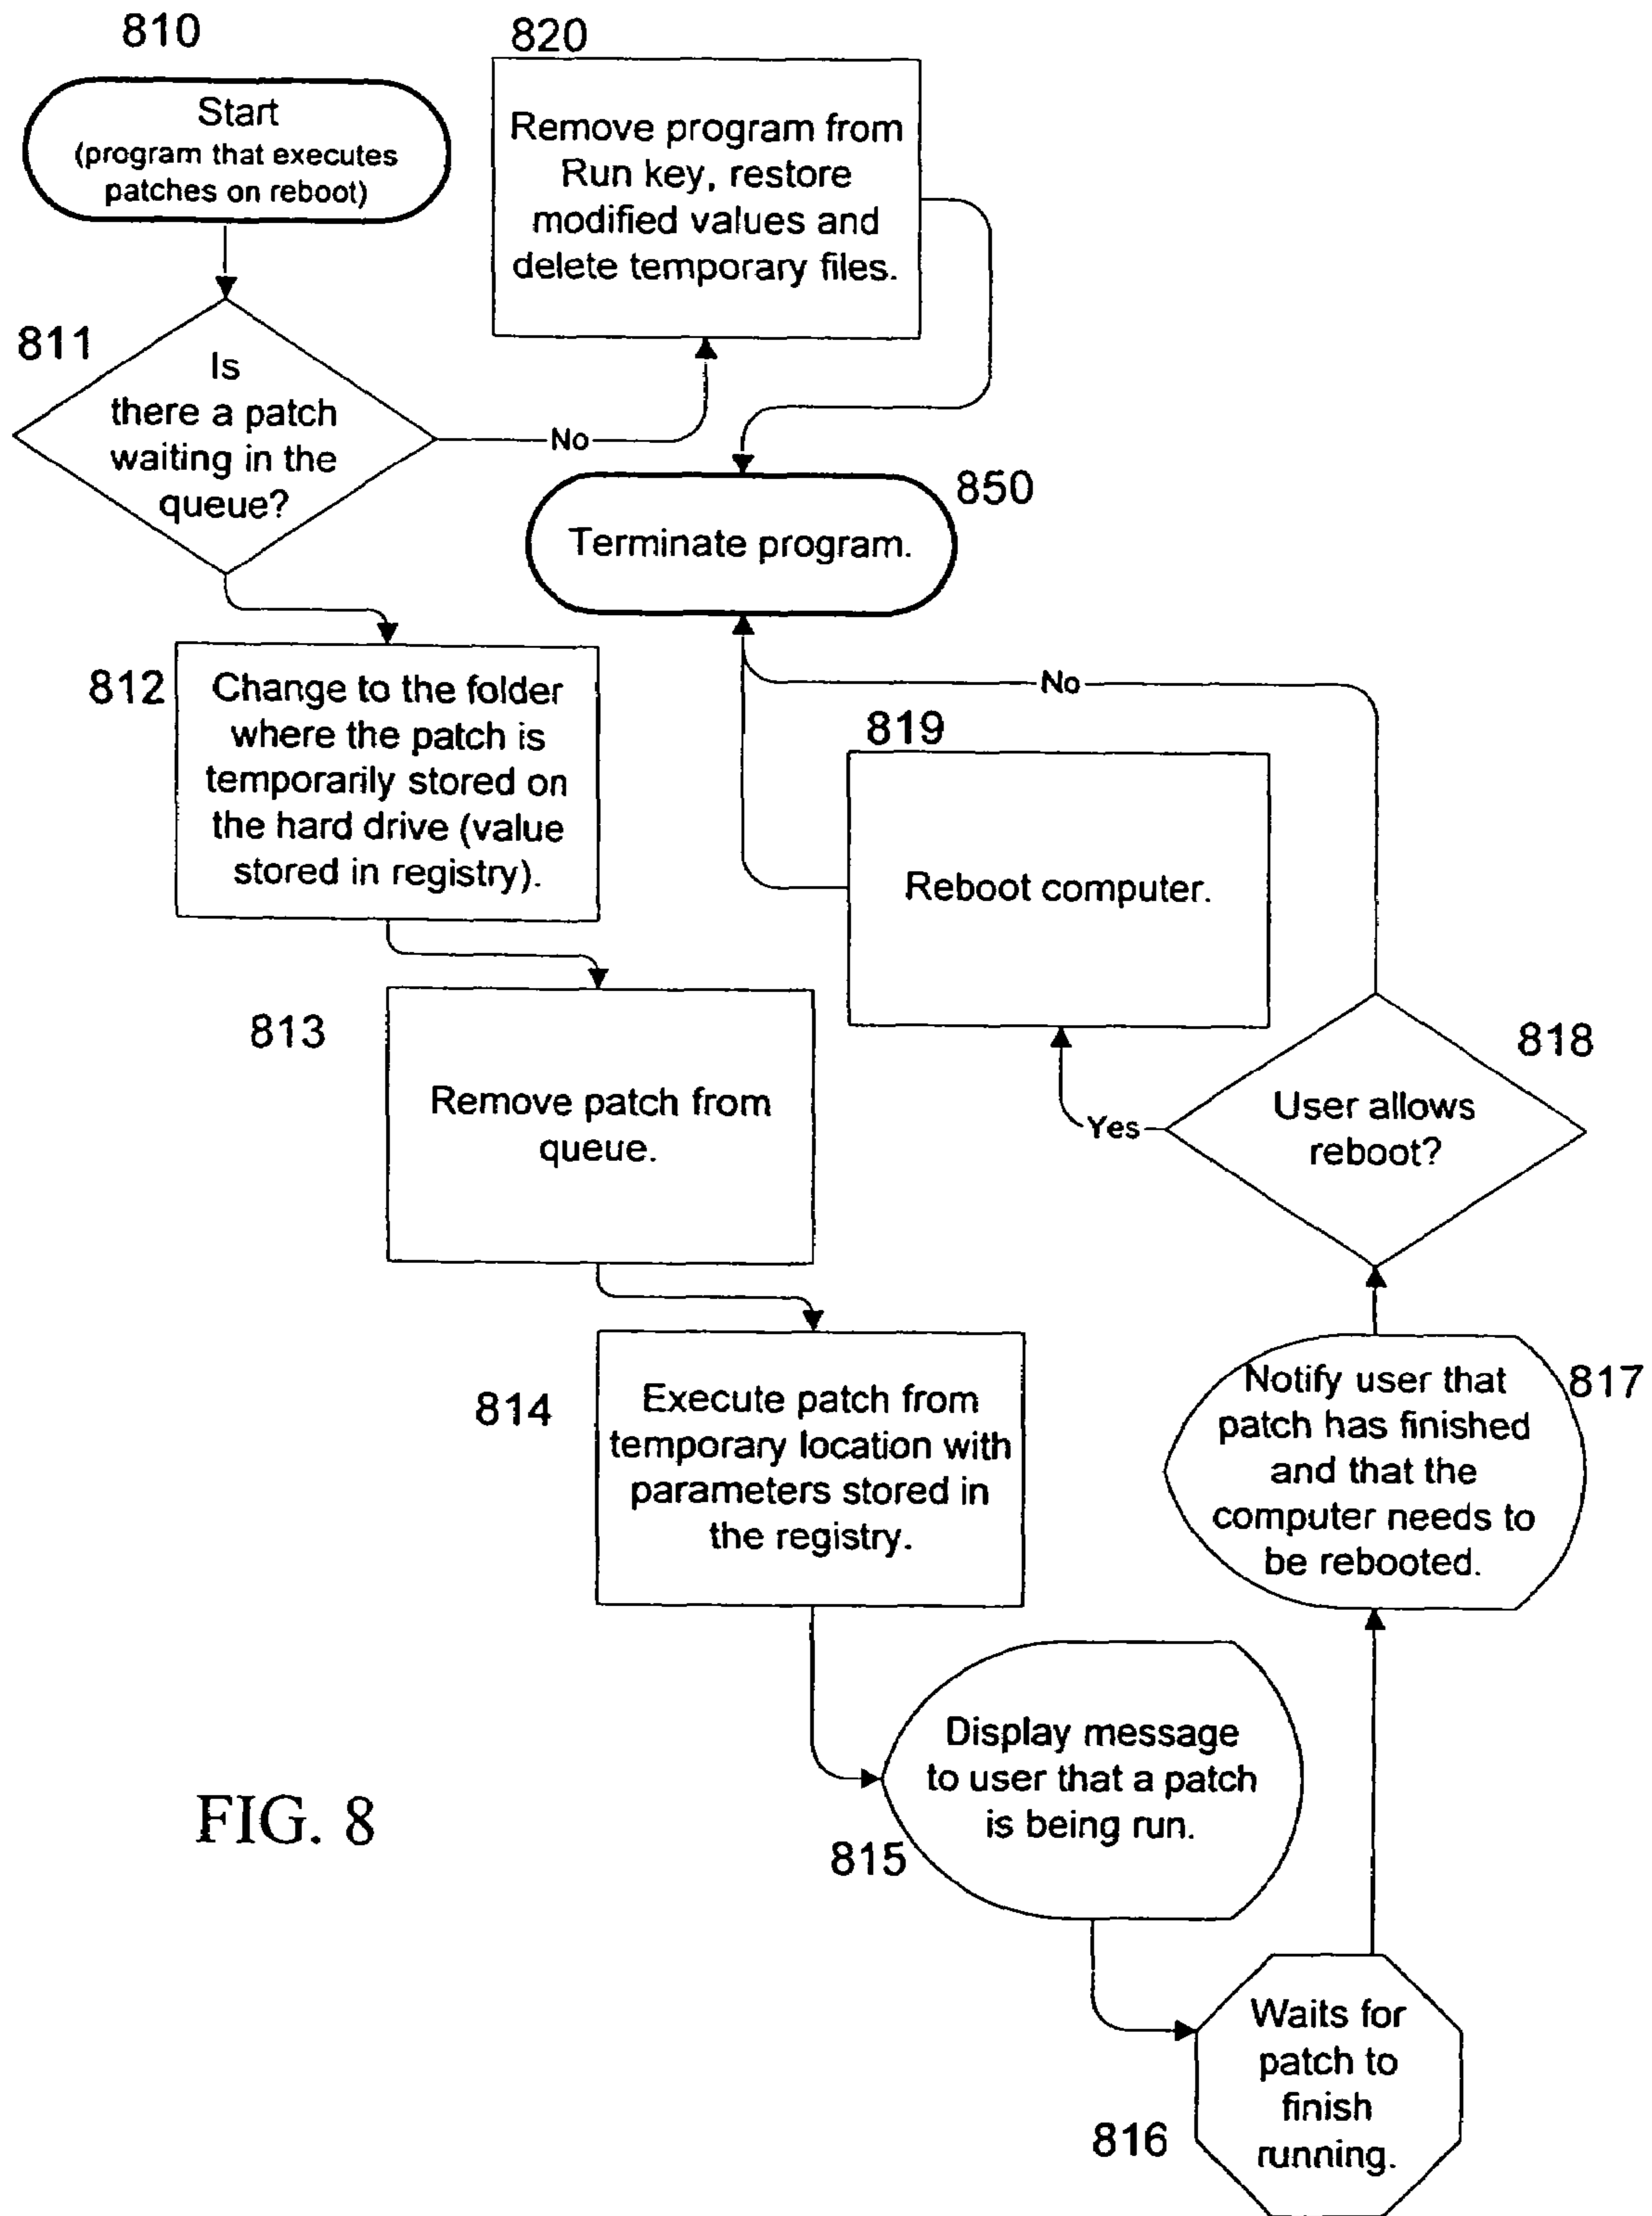 810
Start
(program that executes
patches on reboot)
820
Remove program from
Run key, restore
modified values and
delete temporary files.
811
Is
there a patch
waiting in the
queue?
No
850
Terminate program.
812
Change to the folder
where the patch is
temporarily stored on
the hard drive (value
stored in registry).
No
819
Reboot computer.
813
Remove patch from
queue.
818
User allows
reboot?
Yes
814
Execute patch from
temporary location with
parameters stored in
the registry.
817
Notify user that
patch has finished
and that the
computer needs to
be rebooted.
815
Display message
to user that a patch
is being run.
FIG. 8
816
Waits for
patch to
finish
running.